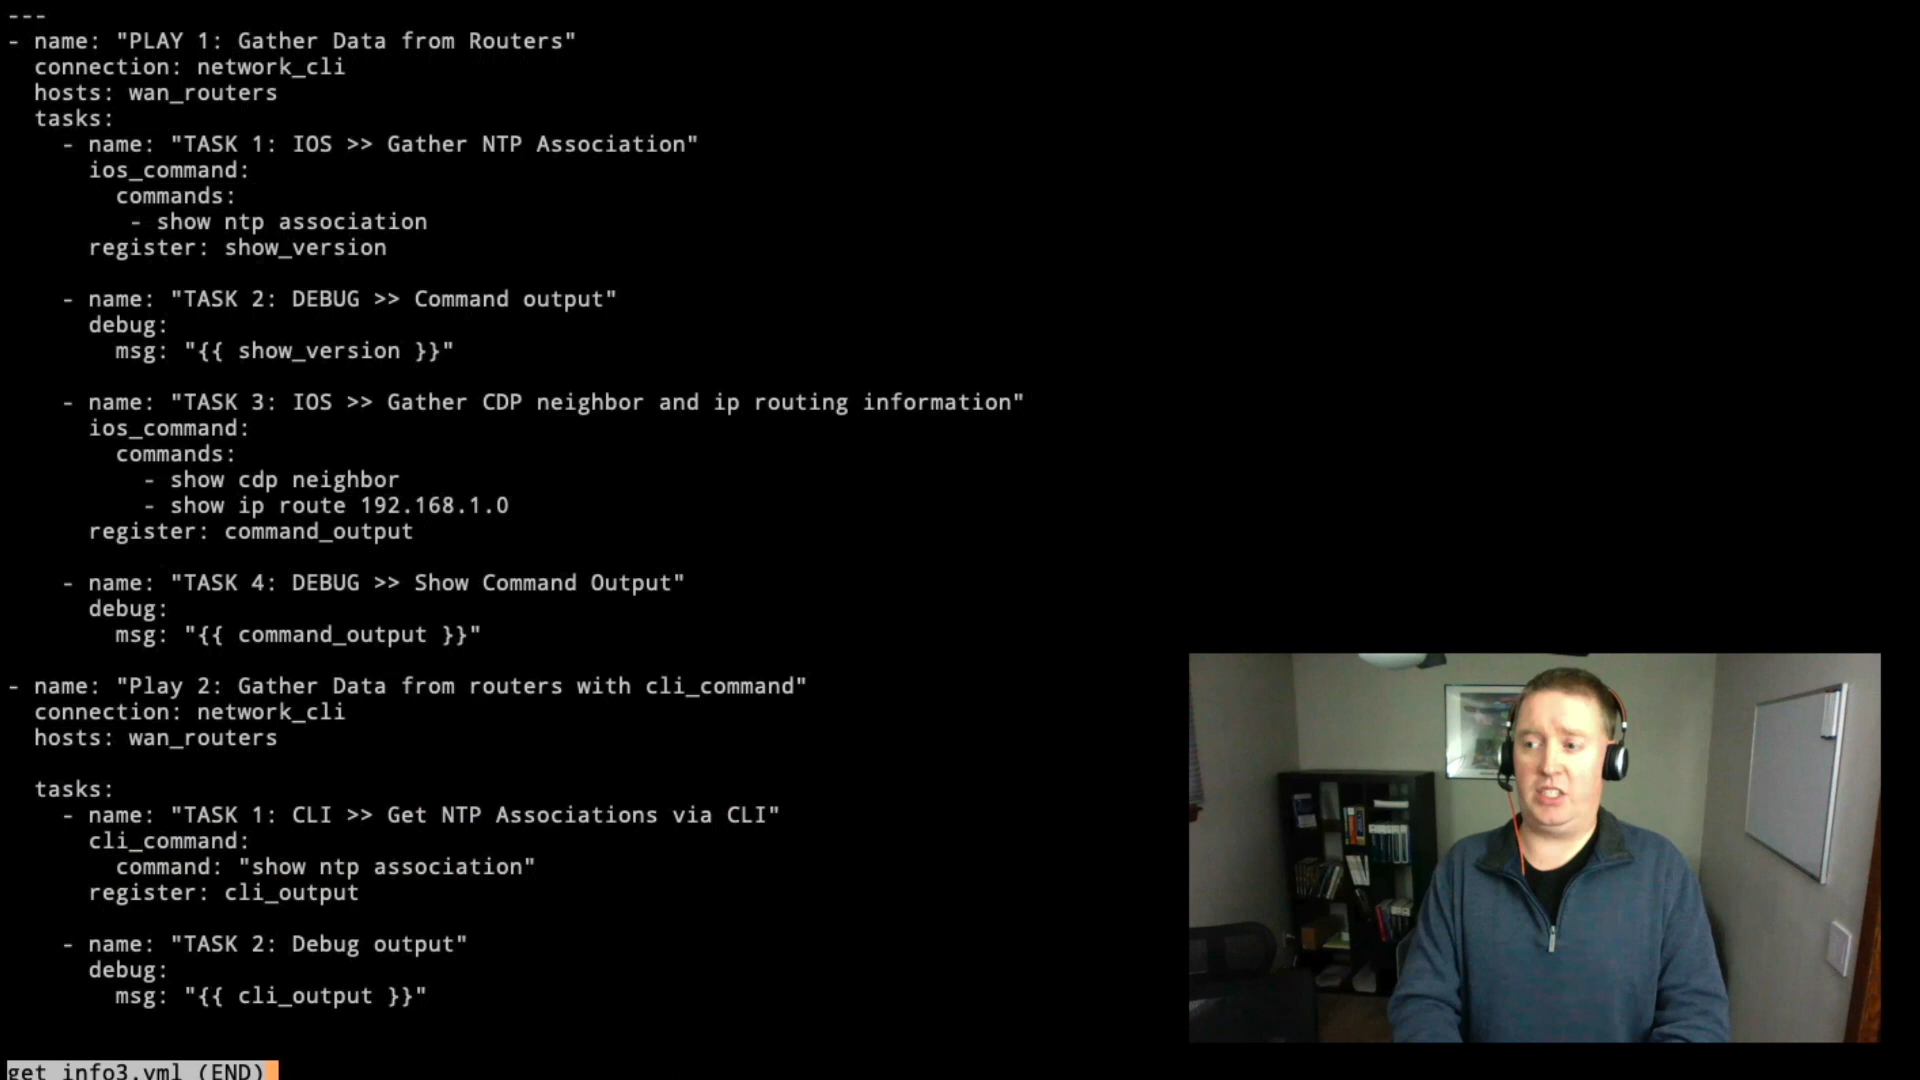 ---
- name: "PLAY 1: Gather Data from Routers"
  connection: network_cli
  hosts: wan_routers
  tasks:
    - name: "TASK 1: IOS >> Gather NTP Association"
      ios_command:
        commands:
         - show ntp association
      register: show_version

    - name: "TASK 2: DEBUG >> Command output"
      debug:
        msg: "{{ show_version }}"

    - name: "TASK 3: IOS >> Gather CDP neighbor and ip routing information"
      ios_command:
        commands:
          - show cdp neighbor
          - show ip route 192.168.1.0
      register: command_output

    - name: "TASK 4: DEBUG >> Show Command Output"
      debug:
        msg: "{{ command_output }}"

- name: "Play 2: Gather Data from routers with cli_command"
  connection: network_cli
  hosts: wan_routers

  tasks:
    - name: "TASK 1: CLI >> Get NTP Associations via CLI"
      cli_command:
        command: "show ntp association"
      register: cli_output

    - name: "TASK 2: Debug output"
      debug:
        msg: "{{ cli_output }}"

get_info3.yml (END)